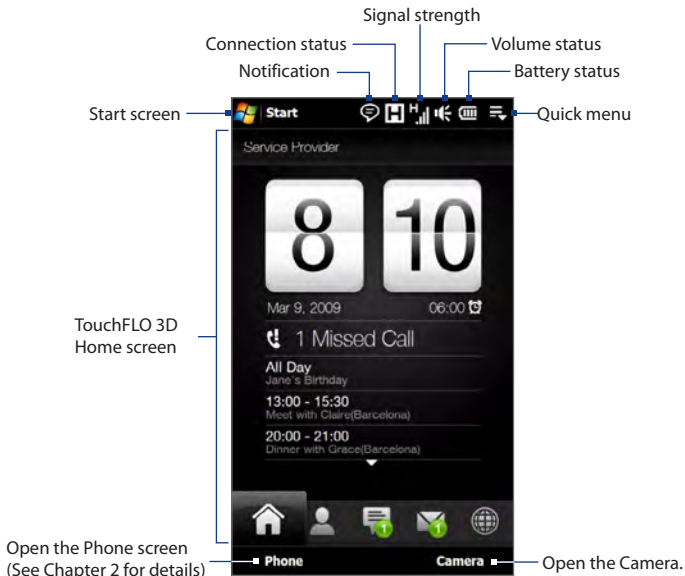 Signal strength
Connection status
Volume status
Notification
Battery status
Start screen
Start
H
H
Quick menu
Service Provider
8 10
Mar 9, 2009 06:00
1 Missed Call
TouchFLO 3D
Home screen
All Day
Jane's Birthday
13:00 - 15:30
Meet with Claire(Barcelona)
20:00 - 21:00
Dinner with Grace(Barcelona)
1 1
Open the Phone screen
(See Chapter 2 for details)
Phone
Camera
Open the Camera.